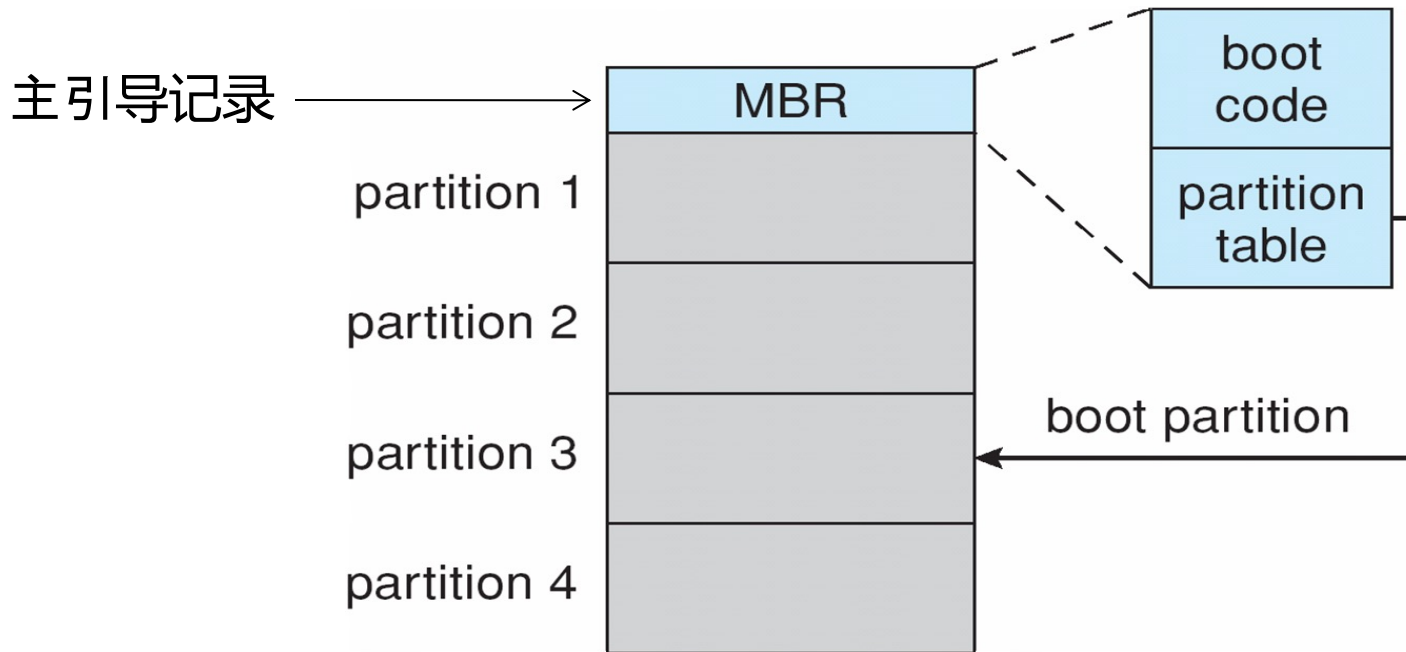 主引导记录
MBR
boot
code
partition
table
partition 1
partition 2
partition 3
boot partition
partition 4